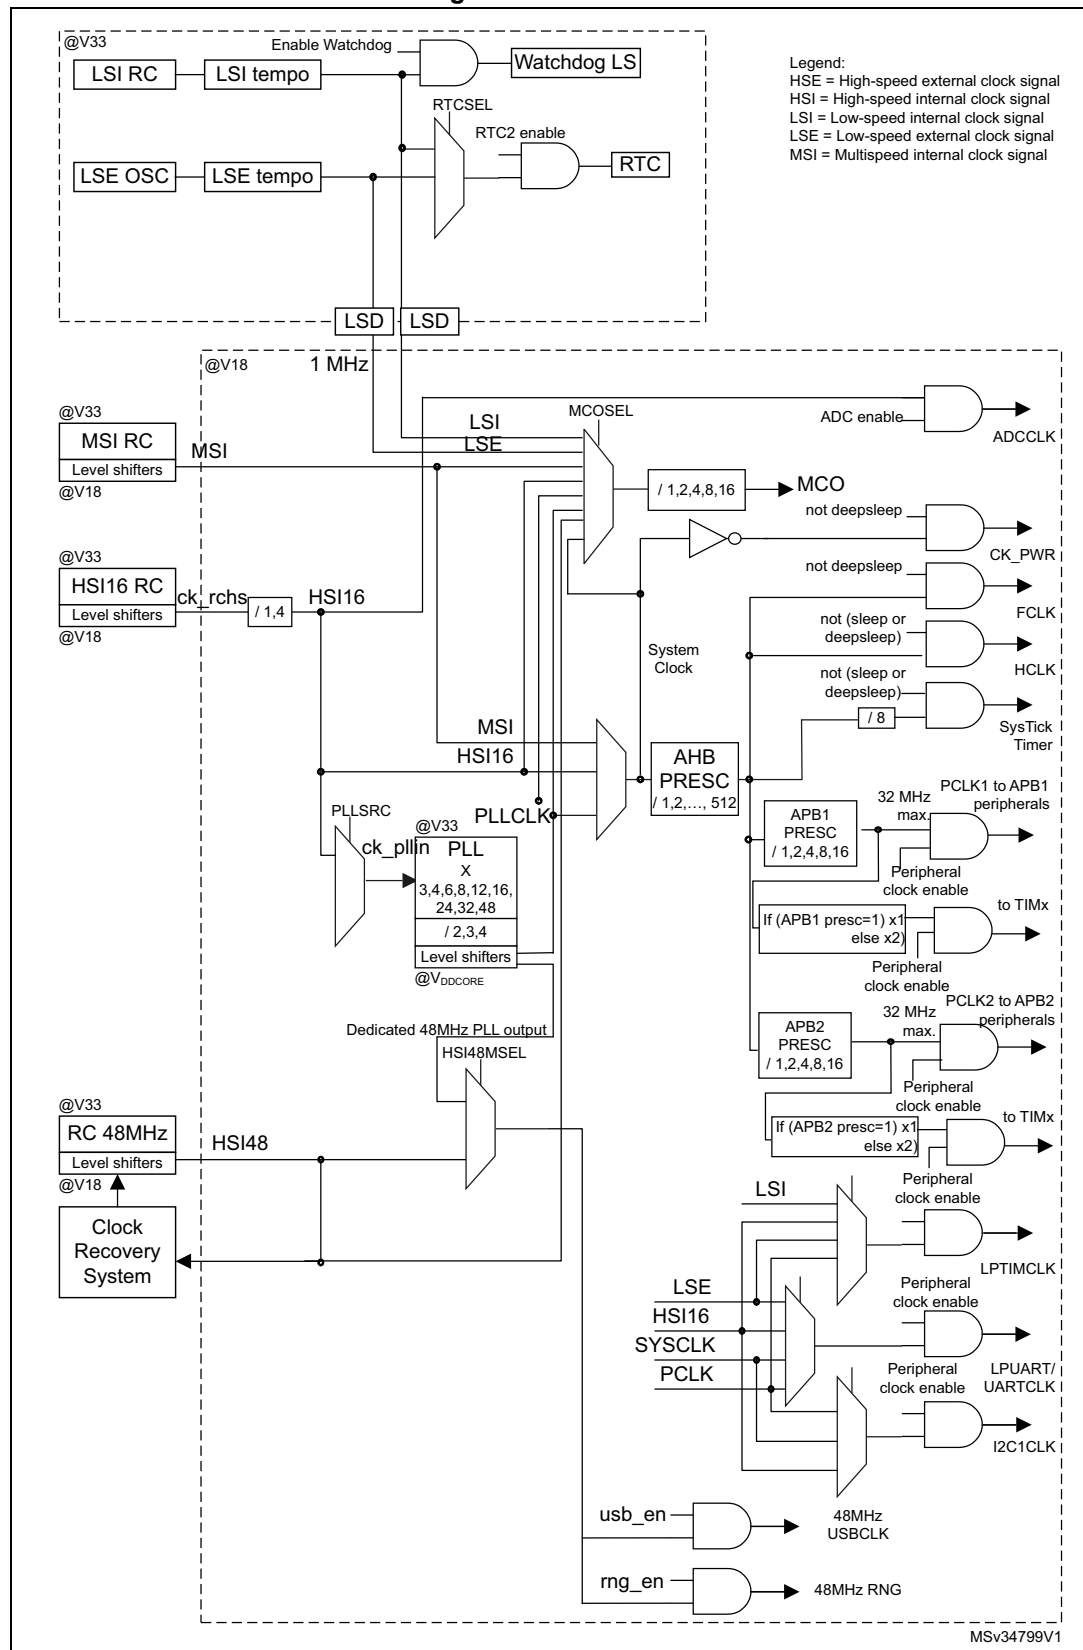 @V33
Enable Watchdog
LSI RC
LSI tempo
Watchdog LS
Legend:
HSE = High-speed external clock signal
HSI = High-speed internal clock signal
LSI = Low-speed internal clock signal
LSE = Low-speed external clock signal
MSI = Multispeed internal clock signal
RTCSEL
RTC2 enable
LSE OSC
LSE tempo
RTC
LSD
LSD
@V18
1 MHz
@V33
MSI RC
Level shifters
@V18
MSI
LSI
LSE
MCOSEL
ADC enable
ADCCLK
/ 1,2,4,8,16
MCO
not deepsleep
CK_PWR
@V33
HSI16 RC
Level shifters
@V18
ck_rchs
/ 1,4
HSI16
not deepsleep
FCLK
not (sleep or
deepsleep)
HCLK
System
Clock
not (sleep or
deepsleep)
/ 8
SysTick
Timer
MSI
HSI16
PLLCLK
AHB
PRESC
/ 1,2,..., 512
PLLSRC
ck_pllin
@V33
PLL
X
3,4,6,8,12,16,
24,32,48
/ 2,3,4
Level shifters
@VDDCORE
APB1
PRESC
/ 1,2,4,8,16
32 MHz
max.
PCLK1 to APB1
peripherals
Peripheral
clock enable
If (APB1 presc=1) x1
else x2)
to TIMx
Peripheral
clock enable
Dedicated 48MHz PLL output
HSI48MSEL
APB2
PRESC
/ 1,2,4,8,16
32 MHz
max.
PCLK2 to APB2
peripherals
Peripheral
clock enable
If (APB2 presc=1) x1
else x2)
to TIMx
Peripheral
clock enable
@V33
RC 48MHz
Level shifters
@V18
HSI48
Clock
Recovery
System
LSI
LPTIMCLK
LSE
HSI16
SYSCLK
PCLK
Peripheral
clock enable
LPUART/
UARTCLK
Peripheral
clock enable
I2C1CLK
usb_en
48MHz
USBCLK
rng_en
48MHz RNG
MSv34799V1